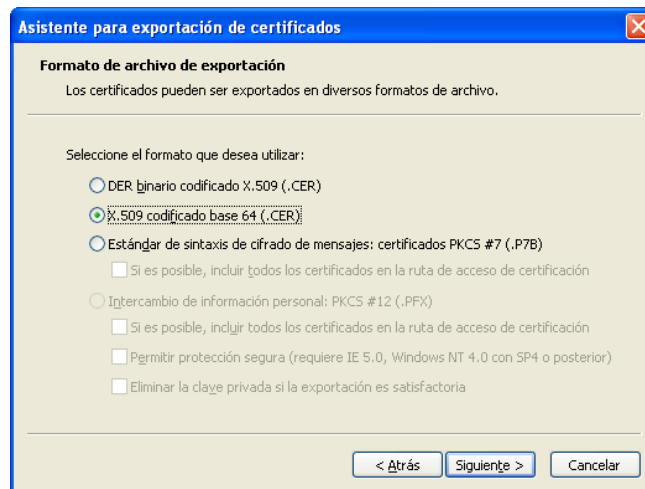 Asistente para exportación de certificados
Formato de archivo de exportación
Los certificados pueden ser exportados en diversos formatos de archivo.
Seleccione el formato que desea utilizar:
DER binario codificado X.509 (.CER)
X.509 codificado base 64 (.CER)
Estándar de sintaxis de cifrado de mensajes: certificados PKCS #7 (.P7B)
Si es posible, incluir todos los certificados en la ruta de acceso de certificación
Intercambio de información personal: PKCS #12 (.PFX)
Si es posible, incluir todos los certificados en la ruta de acceso de certificación
Permitir protección segura (requiere IE 5.0, Windows NT 4.0 con SP4 o posterior)
Eliminar la clave privada si la exportación es satisfactoria
< Atrás Siguiente > Cancelar